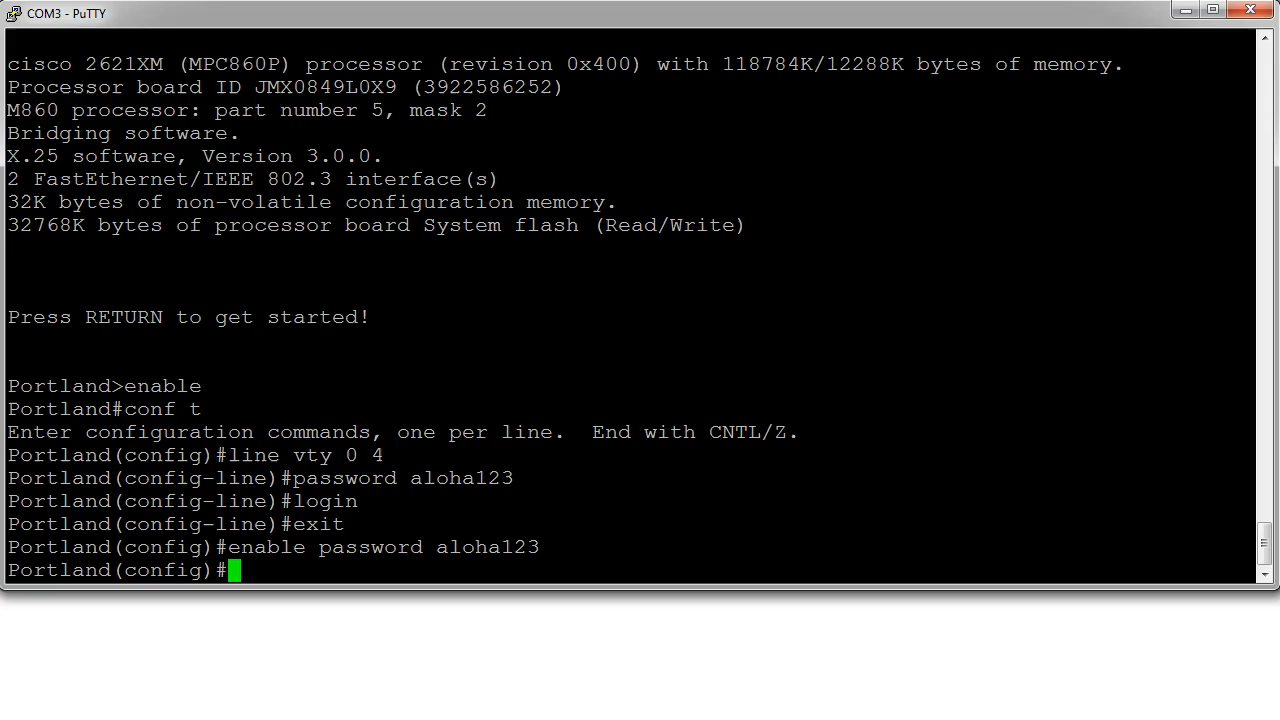 COM3 - PuTTY
cisco 2621XM (MPC860P) processor (revision 0x400) with 118784K/12288K bytes of memory.
Processor board ID JMX0849L0X9 (3922586252)
M860 processor: part number 5, mask 2
Bridging software.
X.25 software, Version 3.0.0.
2 FastEthernet/IEEE 802.3 interface(s)
32K bytes of non-volatile configuration memory.
32768K bytes of processor board System flash (Read/Write)
Press RETURN to get started!
Portland>enable
Portland#conf t
Enter configuration commands, one per line.  End with CNTL/Z.
Portland(config)#line vty 0 4
Portland(config-line)#password aloha123
Portland(config-line)#login
Portland(config-line)#exit
Portland(config)#enable password aloha123
Portland(config)#